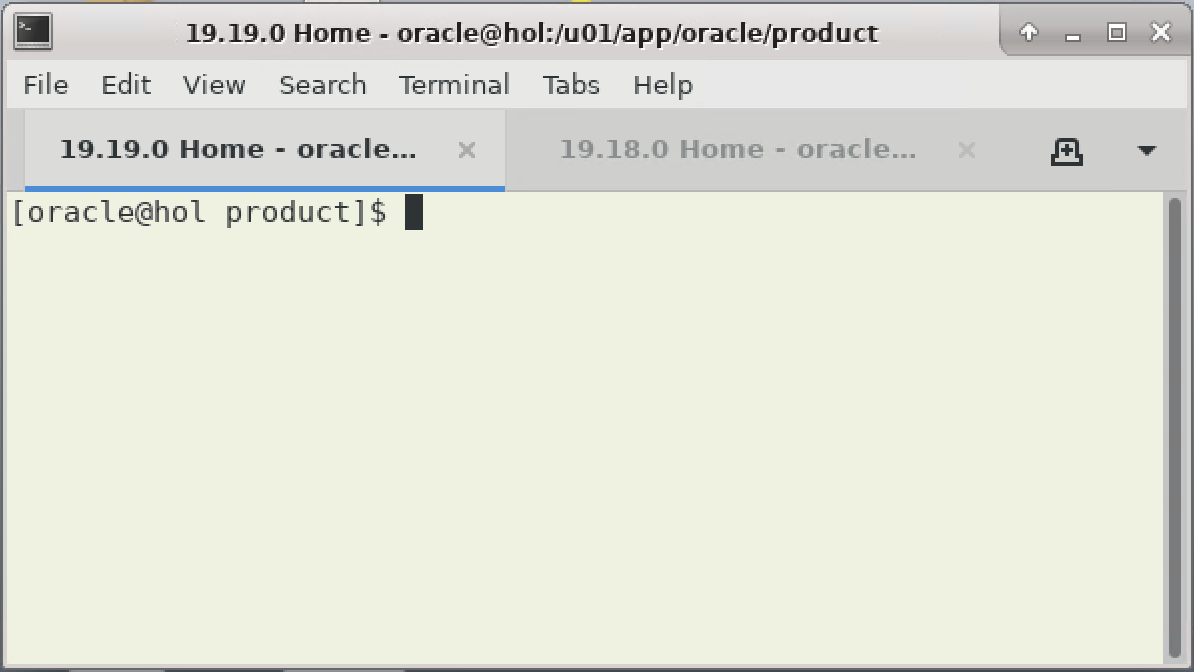 19.19.0 Home - oracle@hol:/u01/app/oracle/product
File Edit View Search Terminal Tabs Help
19.19.0 Home - oracle... 19.18.0 Home - oracle...
[oracle@hol product]$